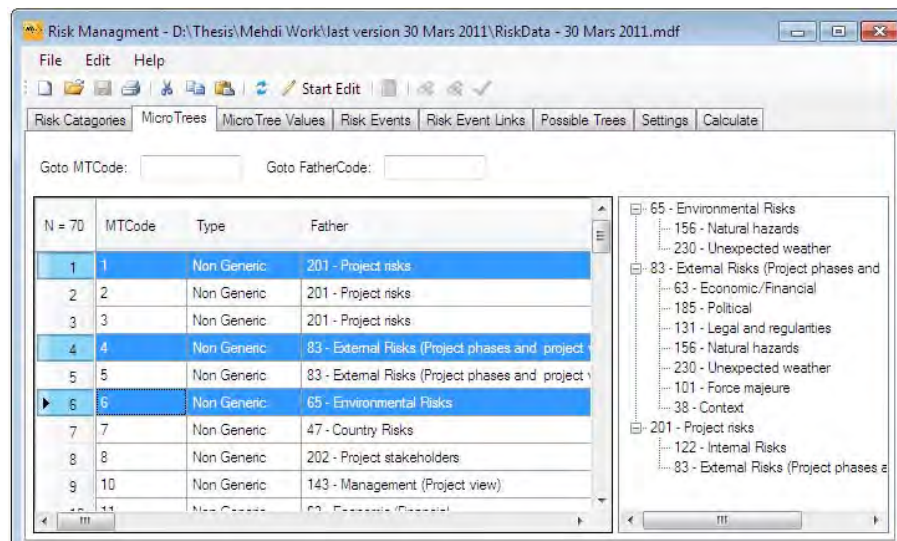 Risk Managment - D:\Thesis\Mehdi Work\last version 30 Mars 2011\RiskData - 30 Mars 2011.mdf
File Edit Help
Start Edit
Risk Catagories MicroTrees MicroTree Values Risk Events Risk Event Links Possible Trees Settings Calculate
Goto MTCode: Goto FatherCode:
N = 70 MTCode Type Father
1 1 Non Generic 201 - Project risks
2 2 Non Generic 201 - Project risks
3 3 Non Generic 201 - Project risks
4 4 Non Generic 83 - External Risks (Project phases and project
5 5 Non Generic 83 - External Risks (Project phases and project
6 6 Non Generic 65 - Environmental Risks
7 7 Non Generic 47 - Country Risks
8 8 Non Generic 202 - Project stakeholders
9 10 Non Generic 143 - Management (Project view)
65 - Environmental Risks
156 - Natural hazards
230 - Unexpected weather
83 - External Risks (Project phases and
63 - Economic/Financial
185 - Political
131 - Legal and regularities
156 - Natural hazards
230 - Unexpected weather
101 - Force majeure
38 - Context
201 - Project risks
122 - Internal Risks
83 - External Risks (Project phases